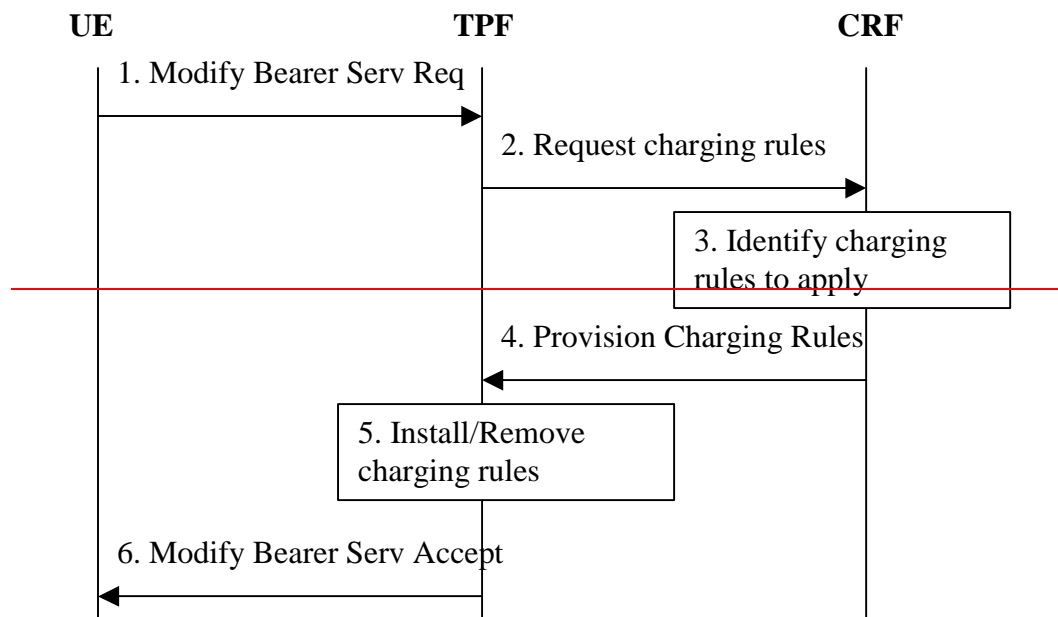 UE TPF CRF
1. Modify Bearer Serv Req
2. Request charging rules
3. Identify charging
rules to apply
4. Provision Charging Rules
5. Install/Remove
charging rules
6. Modify Bearer Serv Accept